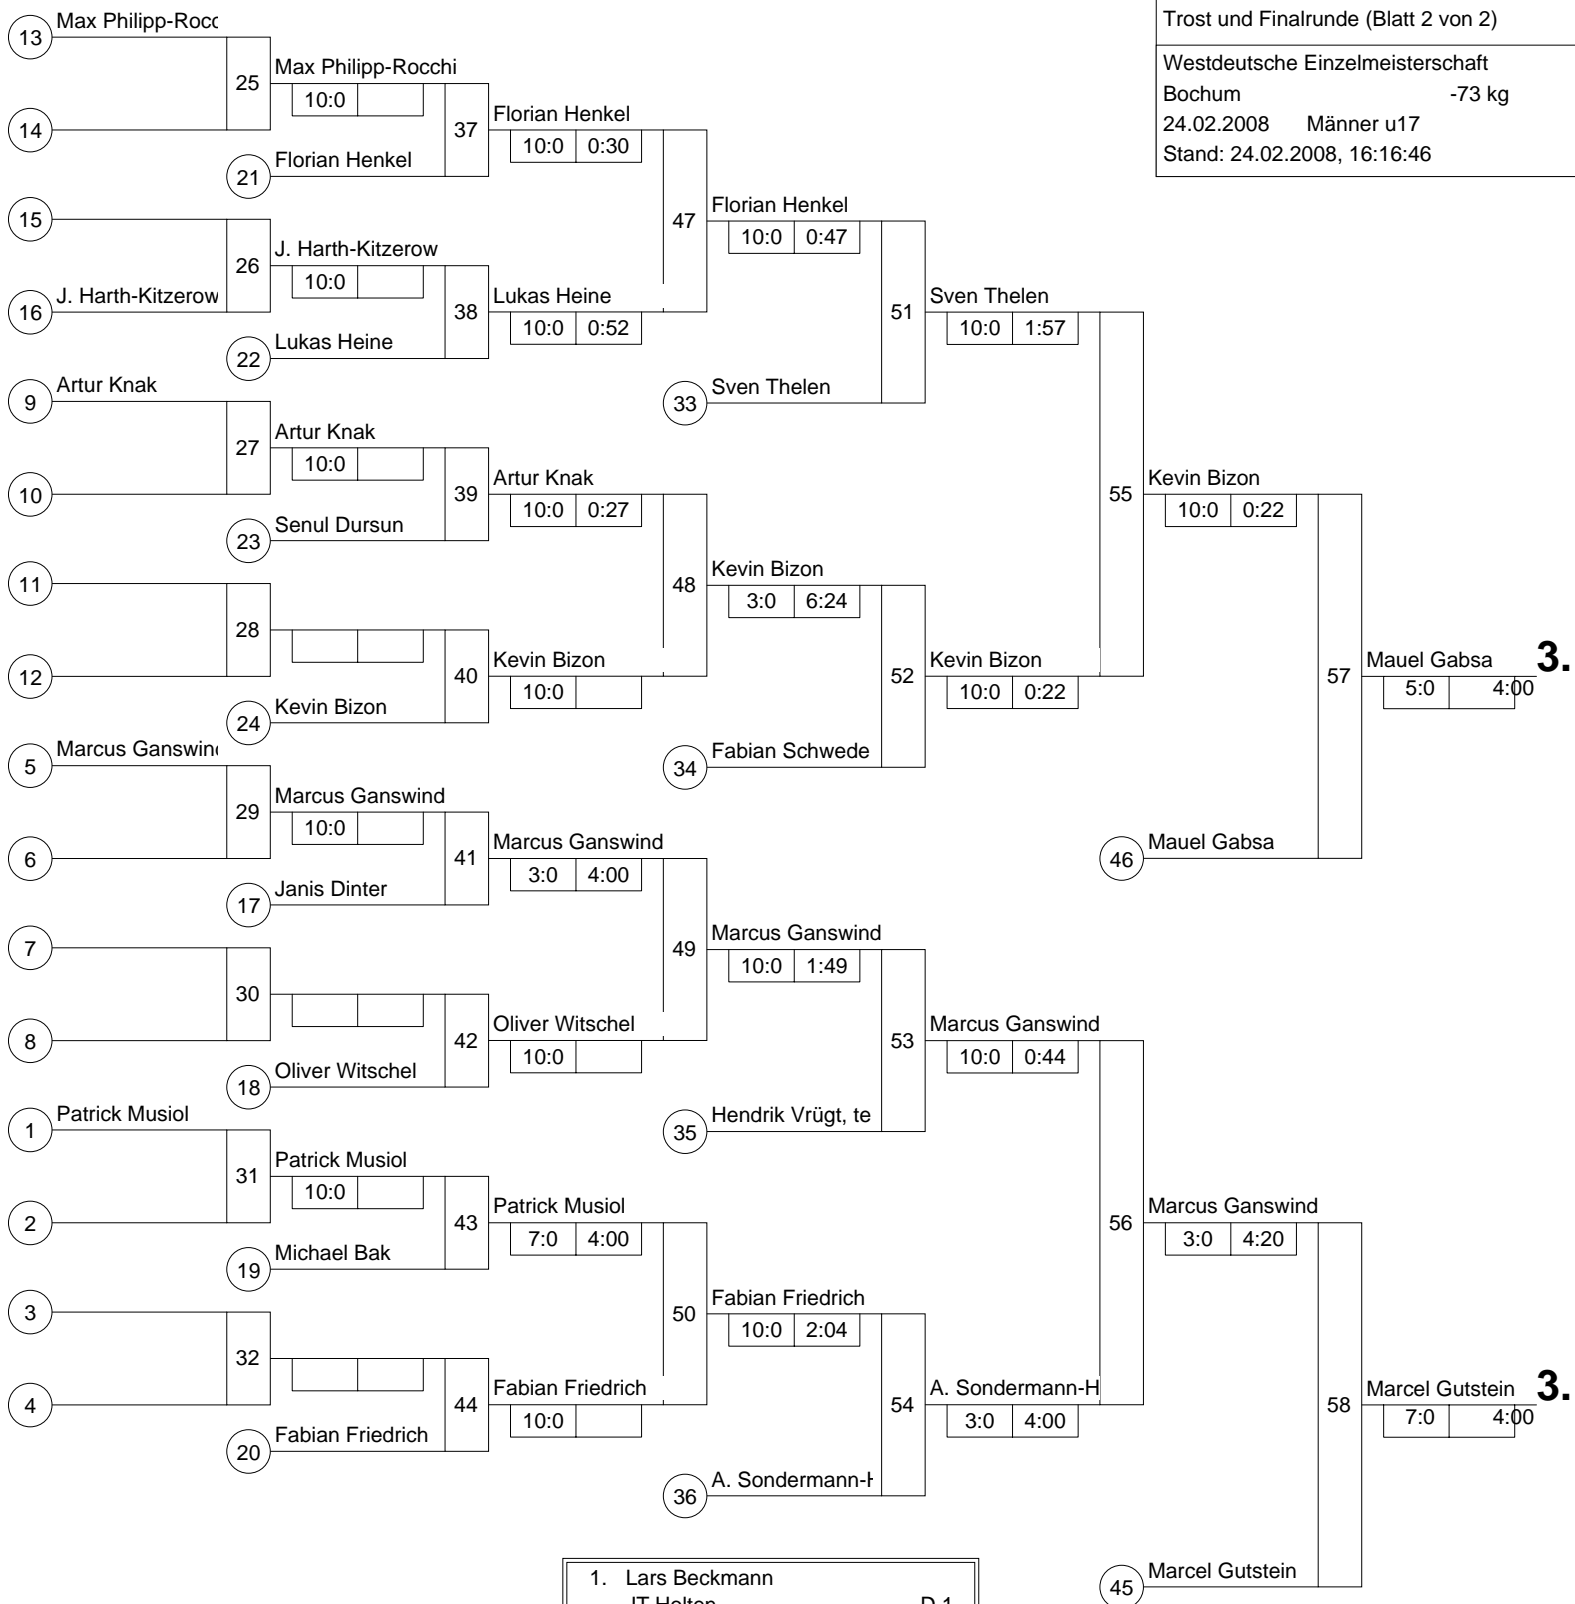 Trost und Finalrunde (Blatt 2 von 2)
Westdeutsche Einzelmeisterschaft
Bochum -73 kg
24.02.2008 Männer u17
Stand: 24.02.2008, 16:16:46
13 Max Philipp-Rocc
25 Max Philipp-Rocchi
10:0
14
37 Florian Henkel
10:0 0:30
21 Florian Henkel
15
47 Florian Henkel
10:0 0:47
26 J. Harth-Kitzerow
10:0
16 J. Harth-Kitzerow
38 Lukas Heine
10:0 0:52
22 Lukas Heine
51 Sven Thelen
10:0 1:57
33 Sven Thelen
9 Artur Knak
27 Artur Knak
10:0
10
39 Artur Knak
10:0 0:27
23 Senul Dursun
55 Kevin Bizon
10:0 0:22
11
48 Kevin Bizon
3:0 6:24
28
12
40 Kevin Bizon
10:0
24 Kevin Bizon
52 Kevin Bizon
10:0 0:22
34 Fabian Schwede
57 Mauel Gabsa 3.
5:0 4:00
46 Mauel Gabsa
5 Marcus Ganswind
29 Marcus Ganswind
10:0
6
41 Marcus Ganswind
3:0 4:00
17 Janis Dinter
7
49 Marcus Ganswind
10:0 1:49
30
8
42 Oliver Witschel
10:0
18 Oliver Witschel
53 Marcus Ganswind
10:0 0:44
35 Hendrik Vrügt, te
1 Patrick Musiol
31 Patrick Musiol
10:0
2
43 Patrick Musiol
7:0 4:00
19 Michael Bak
56 Marcus Ganswind
3:0 4:20
3
50 Fabian Friedrich
10:0 2:04
32
4
44 Fabian Friedrich
10:0
20 Fabian Friedrich
54 A. Sondermann-H
3:0 4:00
36 A. Sondermann-H
58 Marcel Gutstein 3.
7:0 4:00
45 Marcel Gutstein
1. Lars Beckmann
JT Holten D 1